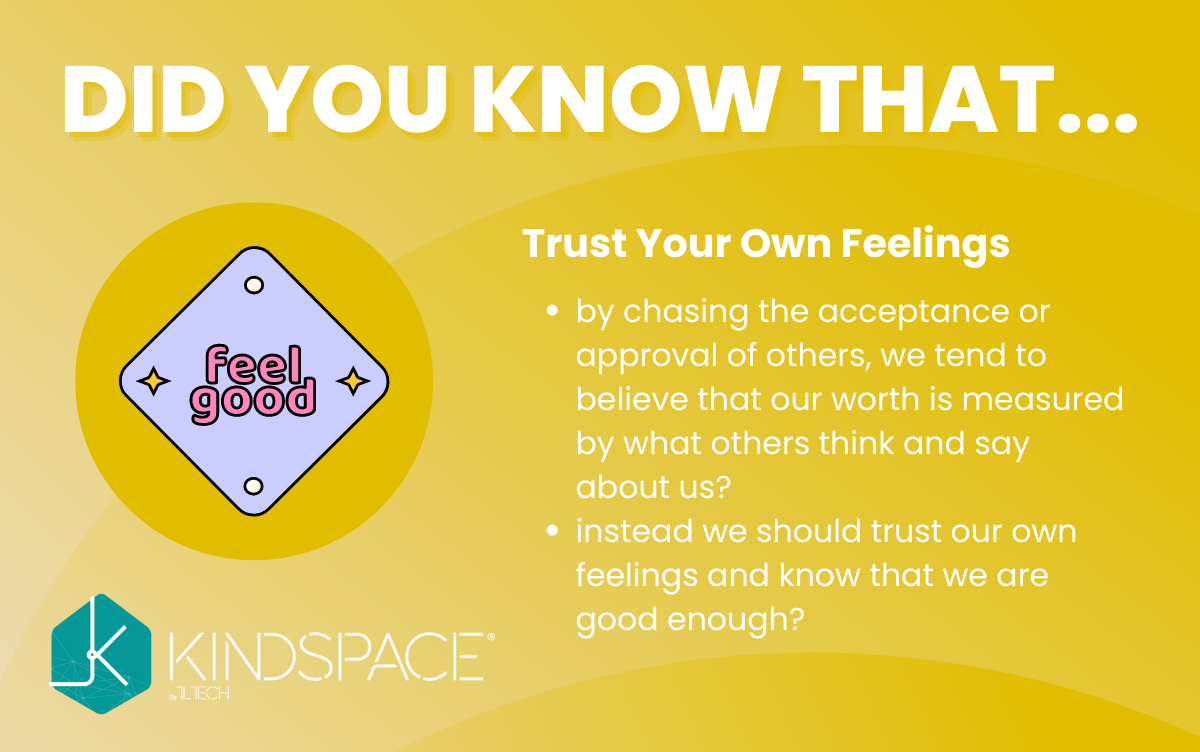 DID YOU KNOW THAT...
feel
good
Trust Your Own Feelings
• by chasing the acceptance or
approval of others, we tend to
believe that our worth is measured
by what others think and say
about us?
• instead we should trust our own
feelings and know that we are
good enough?
KINDSPACE®
by 1L1TECH